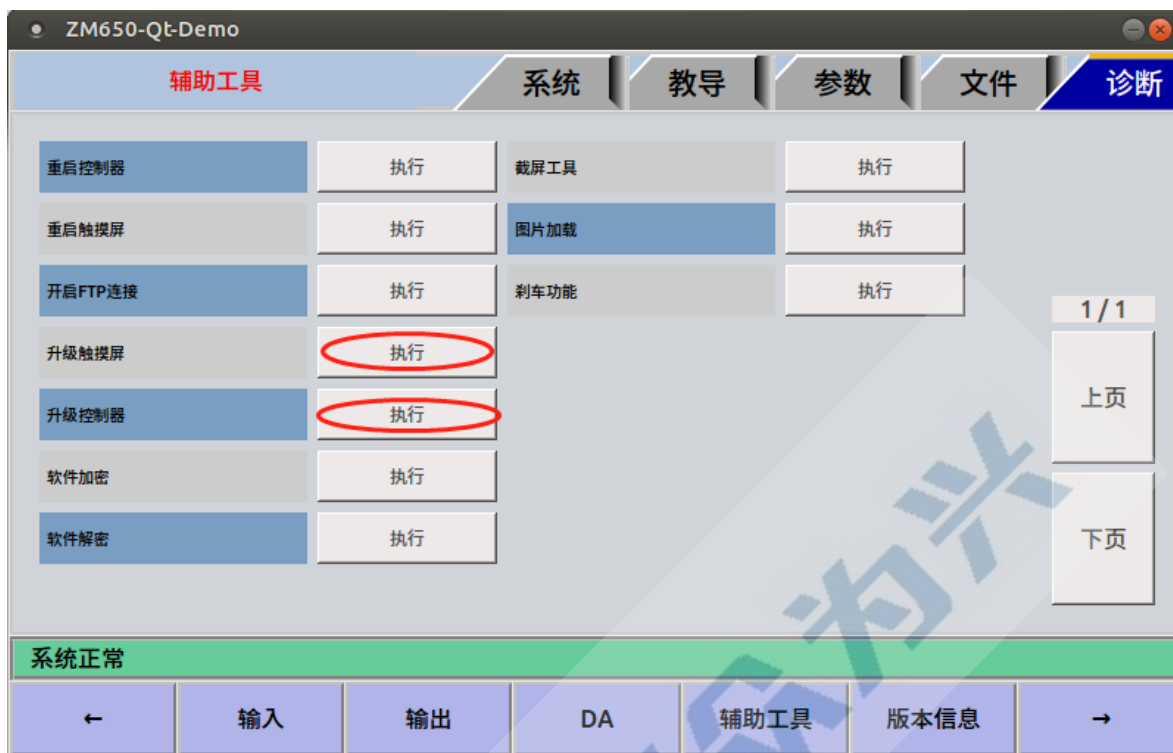 ZM650-Qt-Demo
辅助工具 系统 教导 参数 文件 诊断
重启控制器 执行 截屏工具 执行
重启触摸屏 执行 图片加载 执行
开启FTP连接 执行 刹车功能 执行
1 / 1
升级触摸屏 执行
上页
升级控制器 执行
软件加密 执行
软件解密 执行
下页
系统正常
← 输入 输出 DA 辅助工具 版本信息 →
众为兴